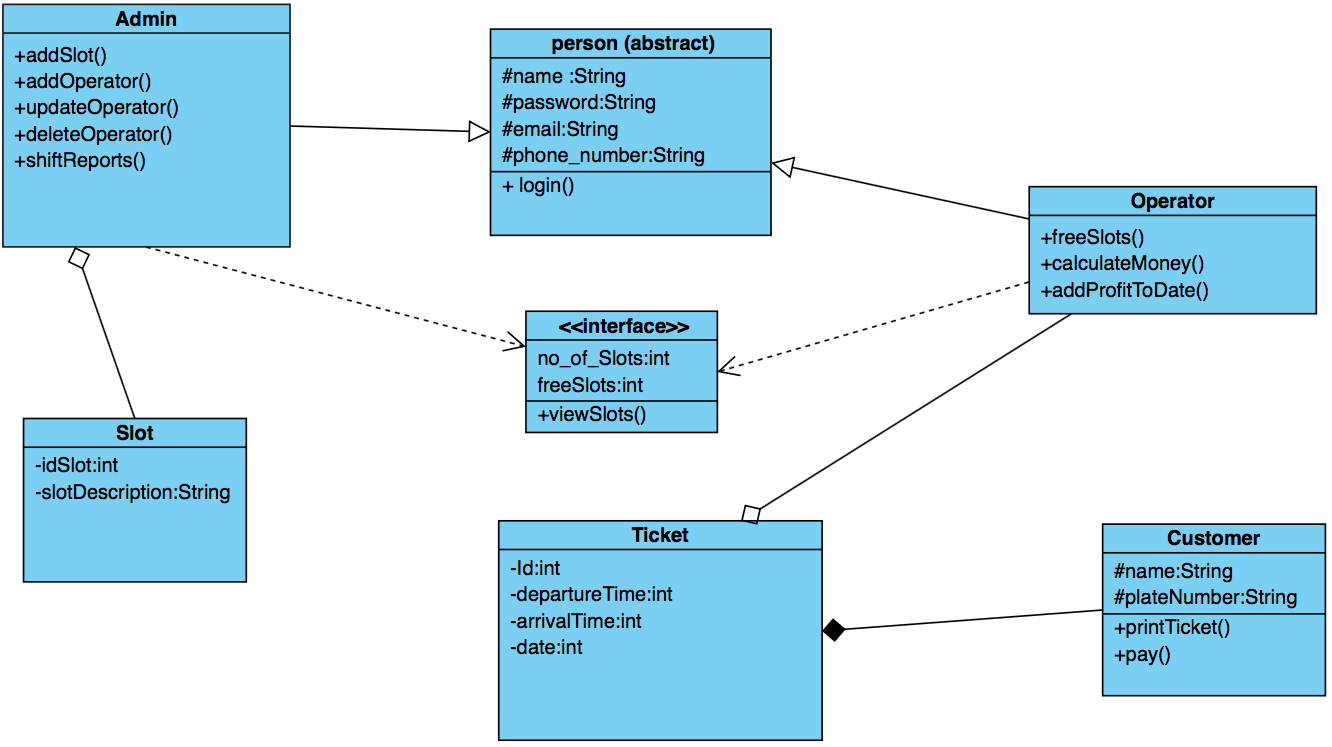 Admin
+addSlot()
+addOperator()
+updateOperator()
+deleteOperator()
+shiftReports()
person (abstract)
#name :String
#password:String
#email:String
#phone_number:String
+ login()
Operator
+freeSlots()
+calculateMoney()
+addProfitToDate()
<<interface>>
no_of_Slots:int
freeSlots:int
+viewSlots()
Slot
-idSlot:int
-slotDescription:String
Ticket
-Id:int
-departureTime:int
-arrivalTime:int
-date:int
Customer
#name:String
#plateNumber:String
+printTicket()
+pay()